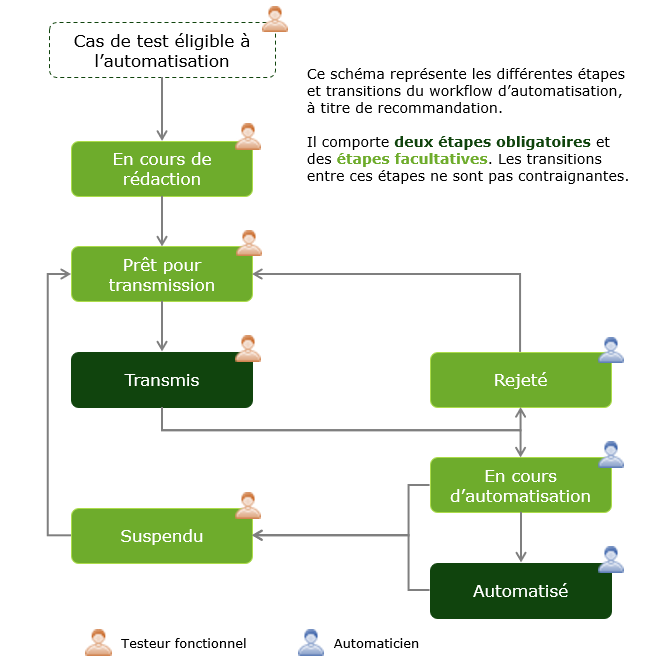 Cas de test éligible à
l’automatisation
Ce schéma représente les différentes étapes
et transitions du workflow d’automatisation,
à titre de recommandation.
Il comporte deux étapes obligatoires et
des étapes facultatives. Les transitions
entre ces étapes ne sont pas contraignantes.
En cours de
rédaction
Prêt pour
transmission
Transmis
Rejeté
En cours
d’automatisation
Suspendu
Automatisé
Testeur fonctionnel
Automaticien